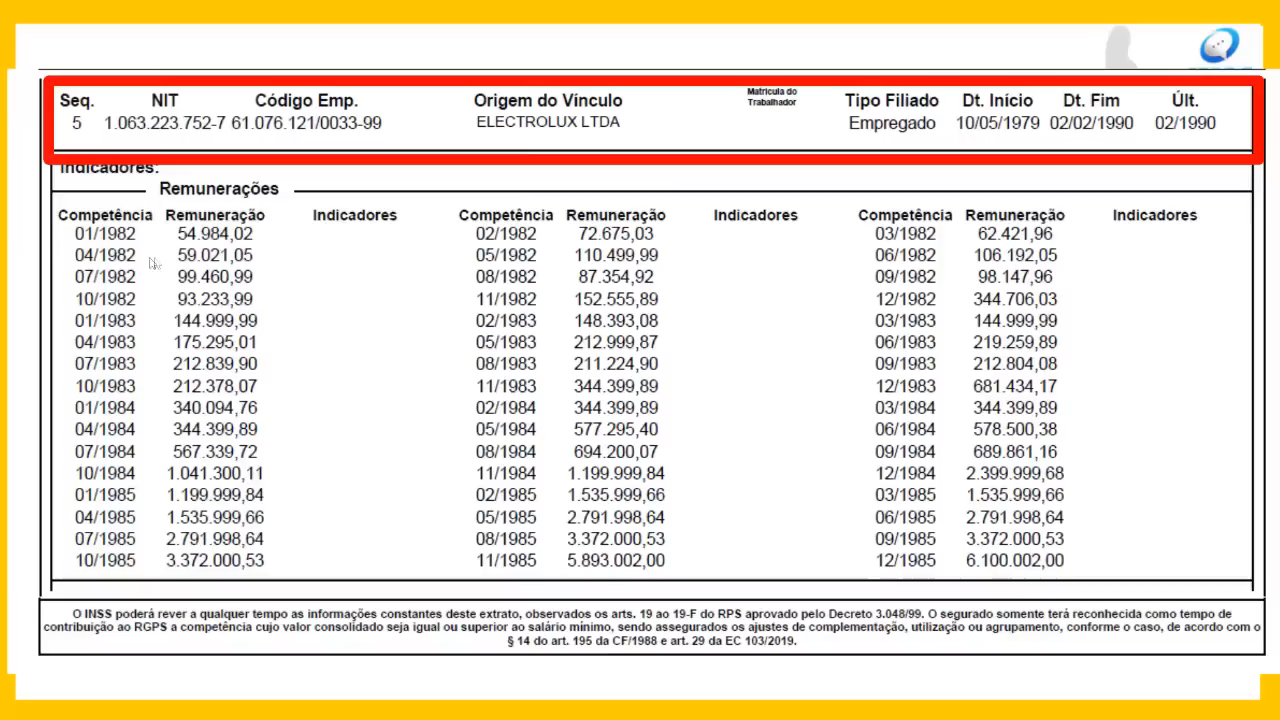 Seq. NIT Código Emp. Origem do Vínculo Matrícula do Trabalhador Tipo Filiado Dt. Início Dt. Fim Últ.
5 1.063.223.752-7 61.076.121/0033-99 ELECTROLUX LTDA Empregado 10/05/1979 02/02/1990 02/1990
Indicadores:
Remunerações
Competência Remuneração Indicadores Competência Remuneração Indicadores Competência Remuneração Indicadores
01/1982 54.984,02 02/1982 72.675,03 03/1982 62.421,96
04/1982 59.021,05 05/1982 110.499,99 06/1982 106.192,05
07/1982 99.460,99 08/1982 87.354,92 09/1982 98.147,96
10/1982 93.233,99 11/1982 152.555,89 12/1982 344.706,03
01/1983 144.999,99 02/1983 148.393,08 03/1983 144.999,99
04/1983 175.295,01 05/1983 212.999,87 06/1983 219.259,89
07/1983 212.839,90 08/1983 211.224,90 09/1983 212.804,08
10/1983 212.378,07 11/1983 344.399,89 12/1983 681.434,17
01/1984 340.094,76 02/1984 344.399,89 03/1984 344.399,89
04/1984 344.399,89 05/1984 577.295,40 06/1984 578.500,38
07/1984 567.339,72 08/1984 694.200,07 09/1984 689.861,16
10/1984 1.041.300,11 11/1984 1.199.999,84 12/1984 2.399.999,68
01/1985 1.199.999,84 02/1985 1.535.999,66 03/1985 1.535.999,66
04/1985 1.535.999,66 05/1985 2.791.998,64 06/1985 2.791.998,64
07/1985 2.791.998,64 08/1985 3.372.000,53 09/1985 3.372.000,53
10/1985 3.372.000,53 11/1985 5.893.002,00 12/1985 6.100.002,00
O INSS poderá rever a qualquer tempo as informações constantes deste extrato, observados os arts. 19 ao 19-F do RPS aprovado pelo Decreto 3.048/99. O segurado somente terá reconhecida como tempo de
contribuição ao RGPS a competência cujo valor consolidado seja igual ou superior ao salário mínimo, sendo assegurados os ajustes de complementação, utilização ou agrupamento, conforme o caso, de acordo com o
§ 14 do art. 195 da CF/1988 e art. 29 da EC 103/2019.